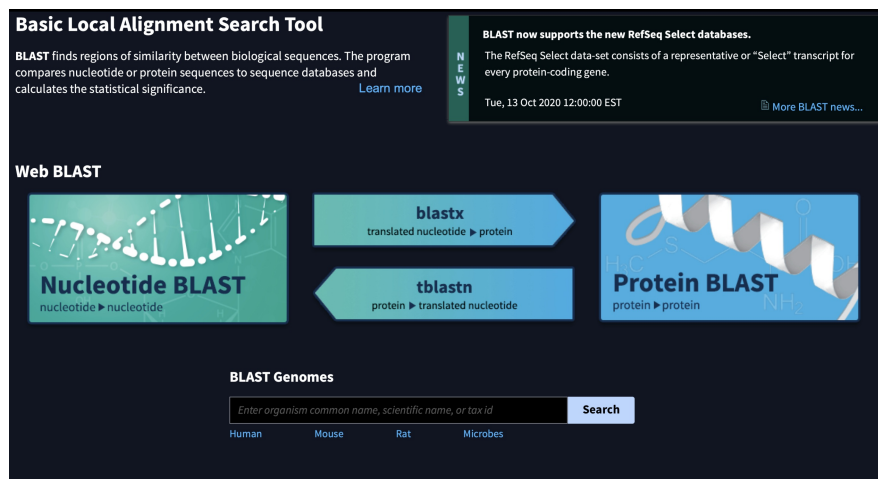 Basic Local Alignment Search Tool
BLAST finds regions of similarity between biological sequences. The program
compares nucleotide or protein sequences to sequence databases and
calculates the statistical significance.
Learn more
NEWS
BLAST now supports the new RefSeq Select databases.
The RefSeq Select data-set consists of a representative or “Select” transcript for
every protein-coding gene.
Tue, 13 Oct 2020 12:00:00 EST
More BLAST news...
Web BLAST
Nucleotide BLAST
nucleotide ▶ nucleotide
blastx
translated nucleotide ▶ protein
tblastn
protein ▶ translated nucleotide
Protein BLAST
protein ▶ protein
H₃C
S
O
OH
NH₂
BLAST Genomes
Enter organism common name, scientific name, or tax id
Search
Human
Mouse
Rat
Microbes